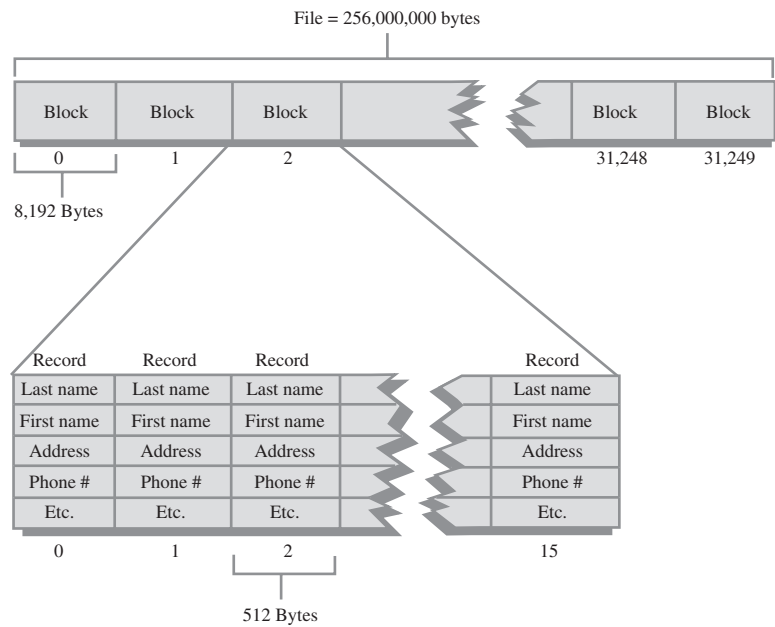 File = 256,000,000 bytes
Block Block Block Block Block
0 1 2 31,248 31,249
8,192 Bytes
Record Record Record Record
Last name Last name Last name Last name
First name First name First name First name
Address Address Address Address
Phone # Phone # Phone # Phone #
Etc. Etc. Etc. Etc.
0 1 2 15
512 Bytes